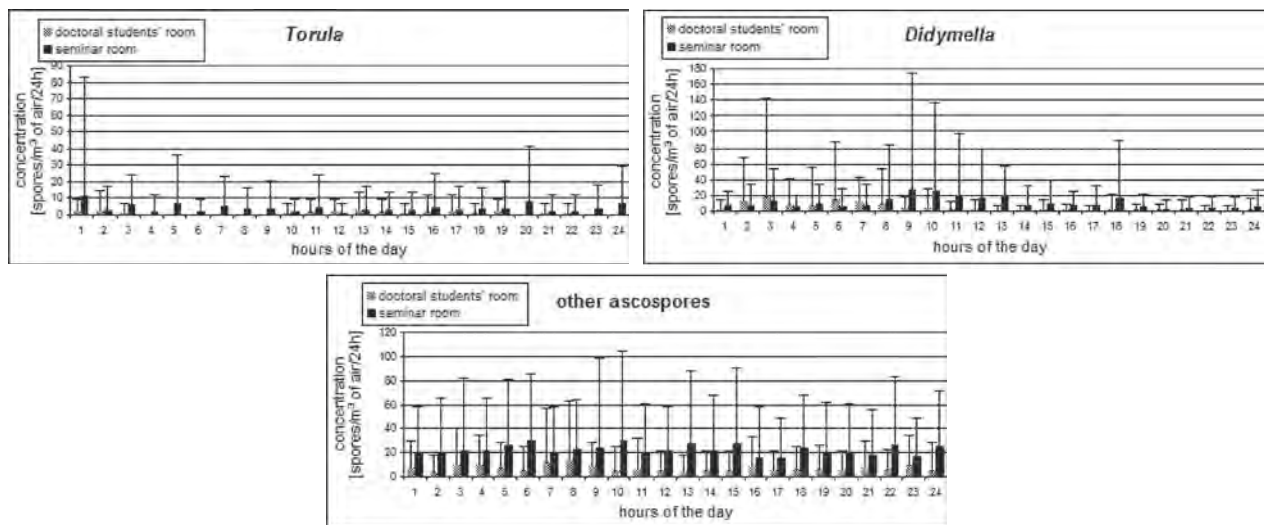 doctoral students' room
seminar room
Torula
concentration
[spores/m³ of air/24h]
90
80
70
60
50
40
30
20
10
0
1 2 3 4 5 6 7 8 9 10 11 12 13 14 15 16 17 18 19 20 21 22 23 24
hours of the day
doctoral students' room
seminar room
Didymella
concentration
[spores/m³ of air/24h]
180
160
140
120
100
80
60
40
20
0
1 2 3 4 5 6 7 8 9 10 11 12 13 14 15 16 17 18 19 20 21 22 23 24
hours of the day
doctoral students' room
seminar room
other ascospores
concentration
[spores/m³ of air/24h]
120
100
80
60
40
20
0
1 2 3 4 5 6 7 8 9 10 11 12 13 14 15 16 17 18 19 20 21 22 23 24
hours of the day